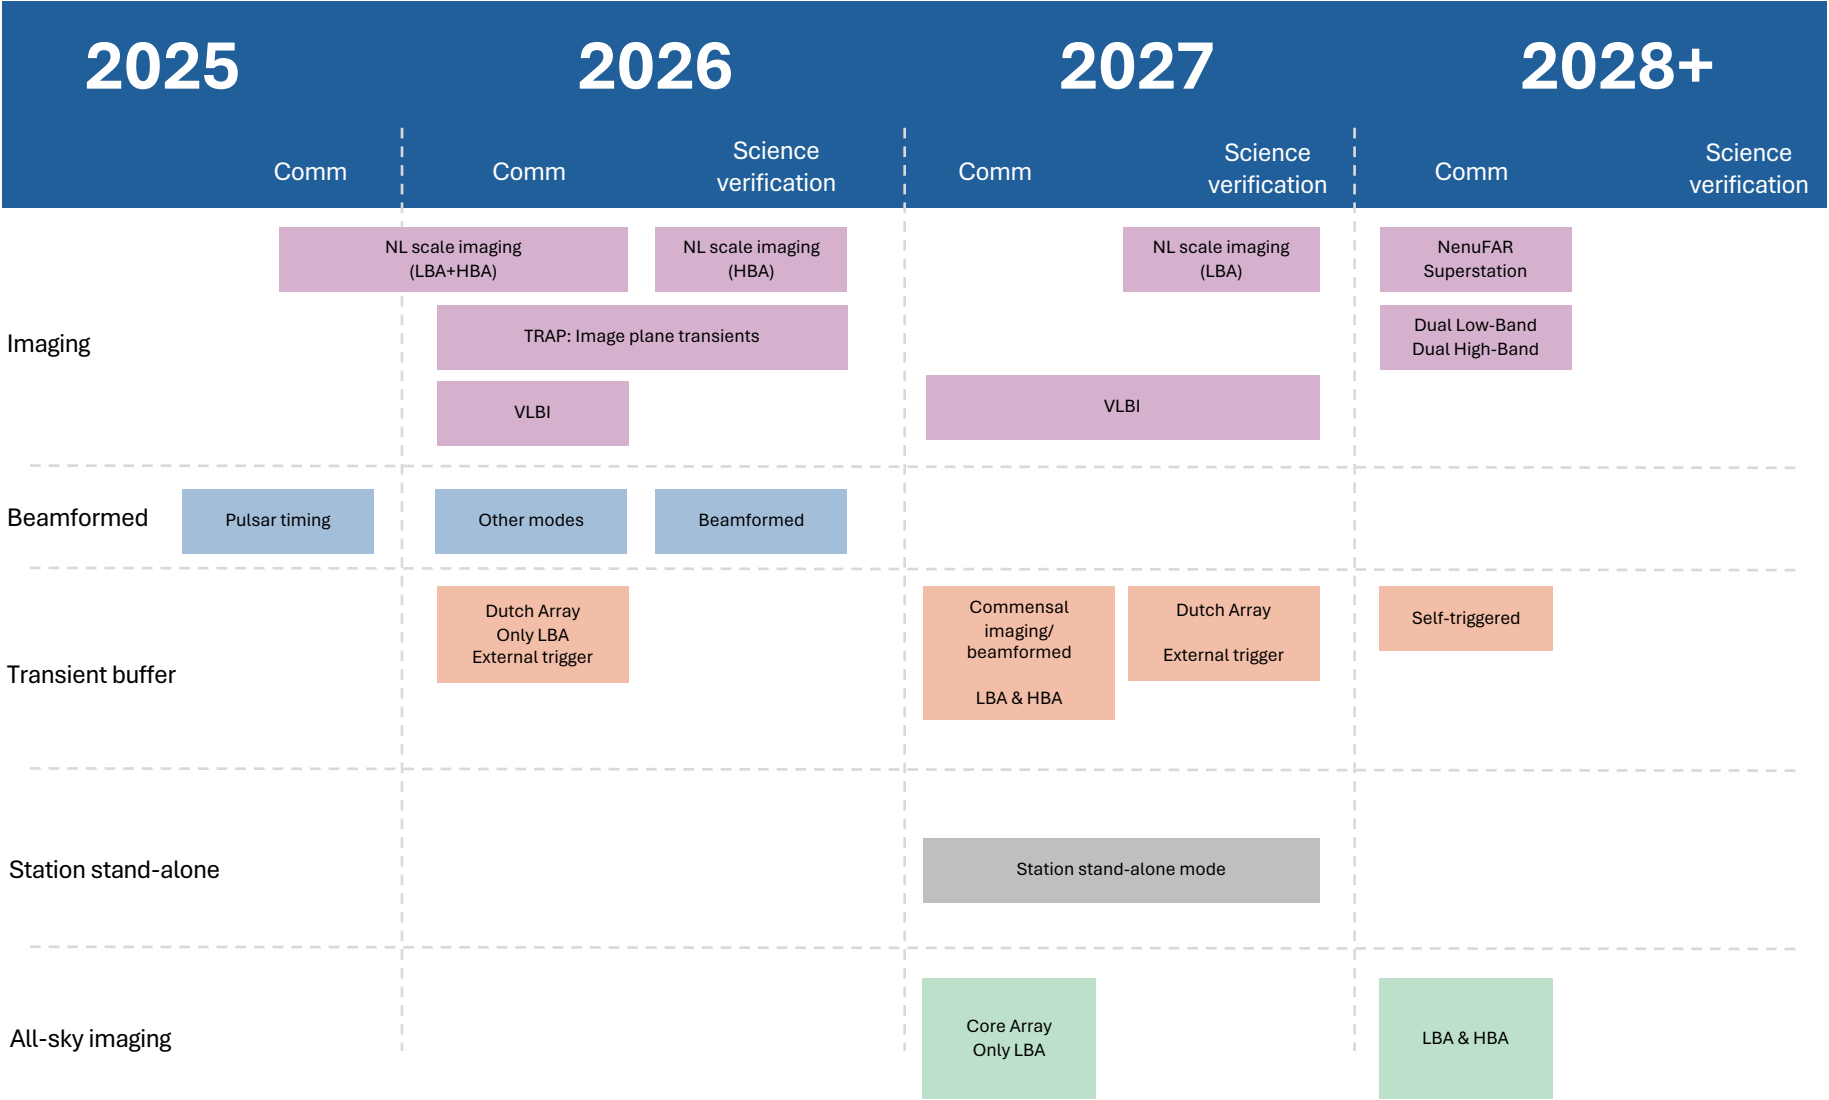 2025
2026
2027
2028+
Comm
Comm
Science
verification
Comm
Science
verification
Comm
Science
verification
Imaging
NL scale imaging
(LBA+HBA)
NL scale imaging
(HBA)
NL scale imaging
(LBA)
NenuFAR
Superstation
TRAP: Image plane transients
Dual Low-Band
Dual High-Band
VLBI
VLBI
Beamformed
Pulsar timing
Other modes
Beamformed
Transient buffer
Dutch Array
Only LBA
External trigger
Commensal
imaging/
beamformed
LBA & HBA
Dutch Array
External trigger
Self-triggered
Station stand-alone
Station stand-alone mode
All-sky imaging
Core Array
Only LBA
LBA & HBA